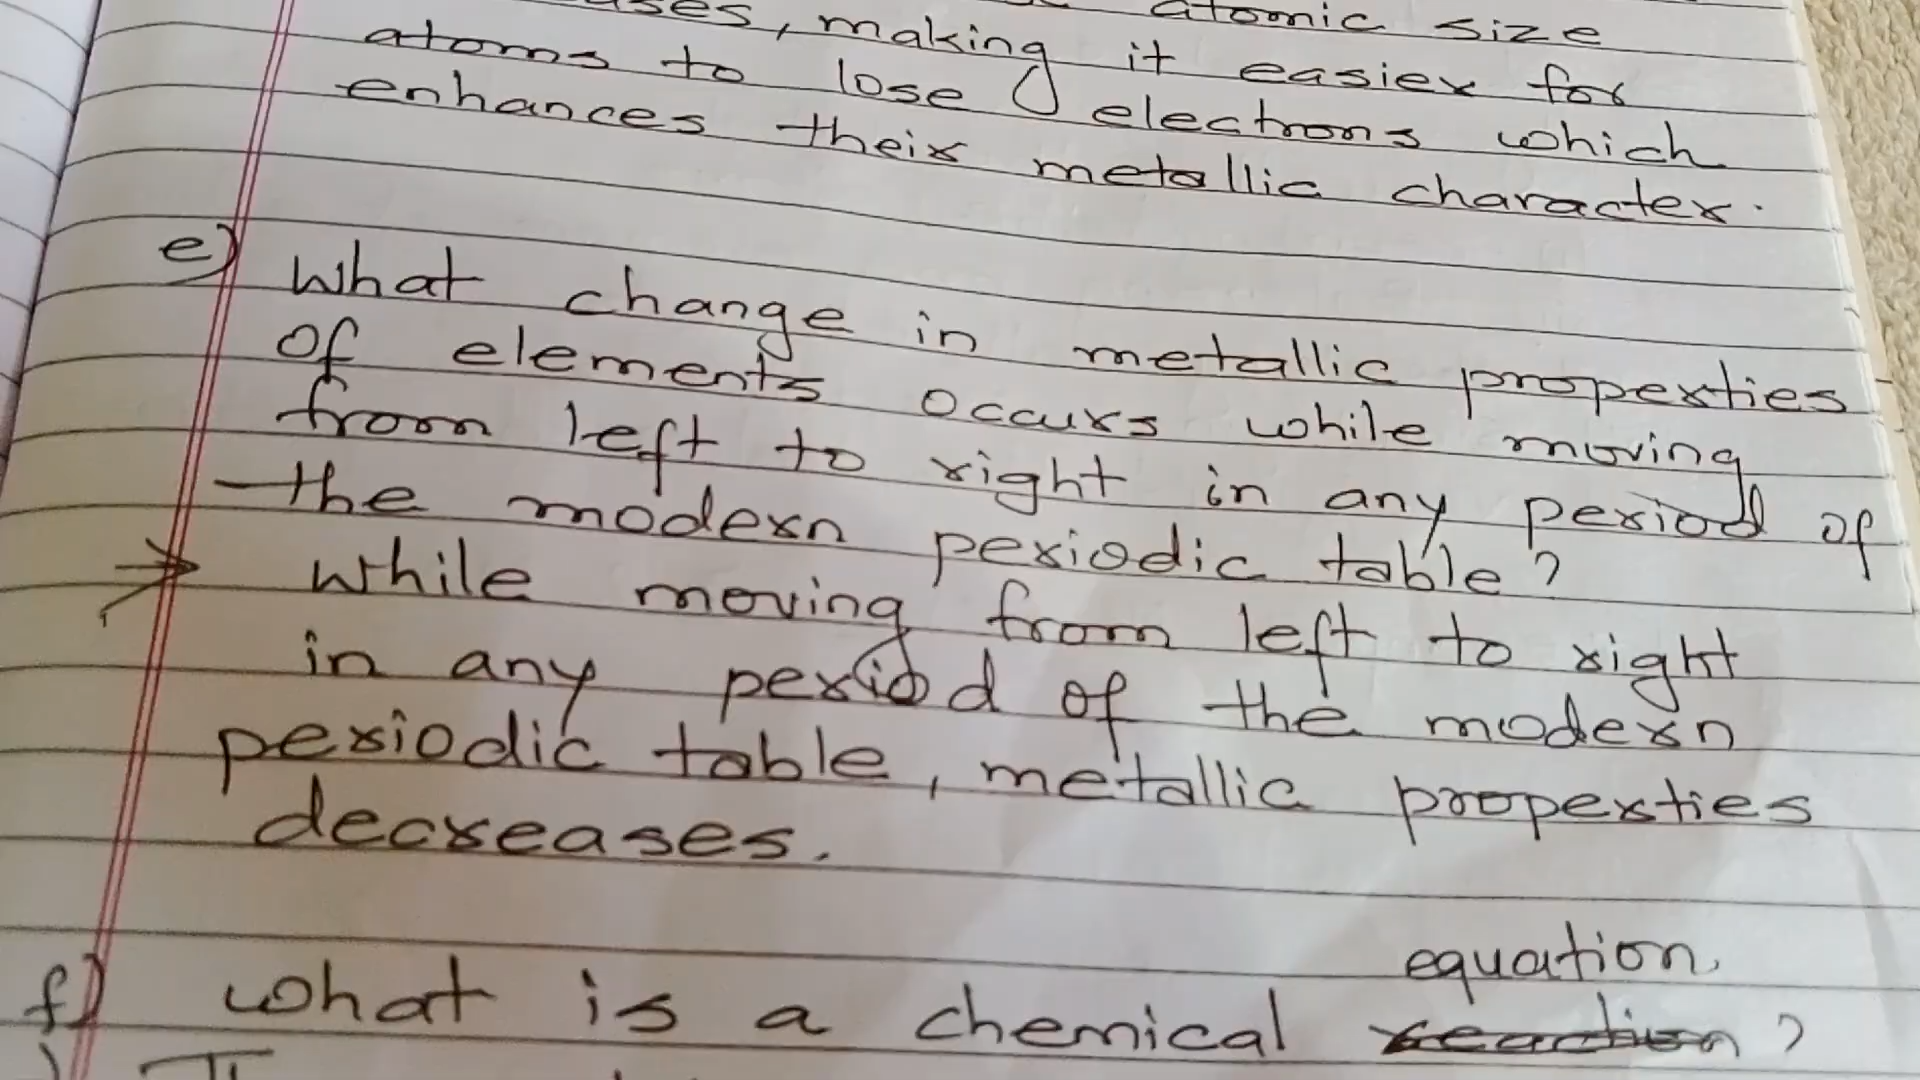 atomic size
, making it easier for
atoms to lose electrons which
enhances their metallic character.
e) What change in metallic properties
of elements occurs while moving
from left to right in any period of
the modern periodic table?
→ While moving from left to right
in any period of the modern
periodic table, metallic properties
decreases.
equation
f) What is a chemical reaction?